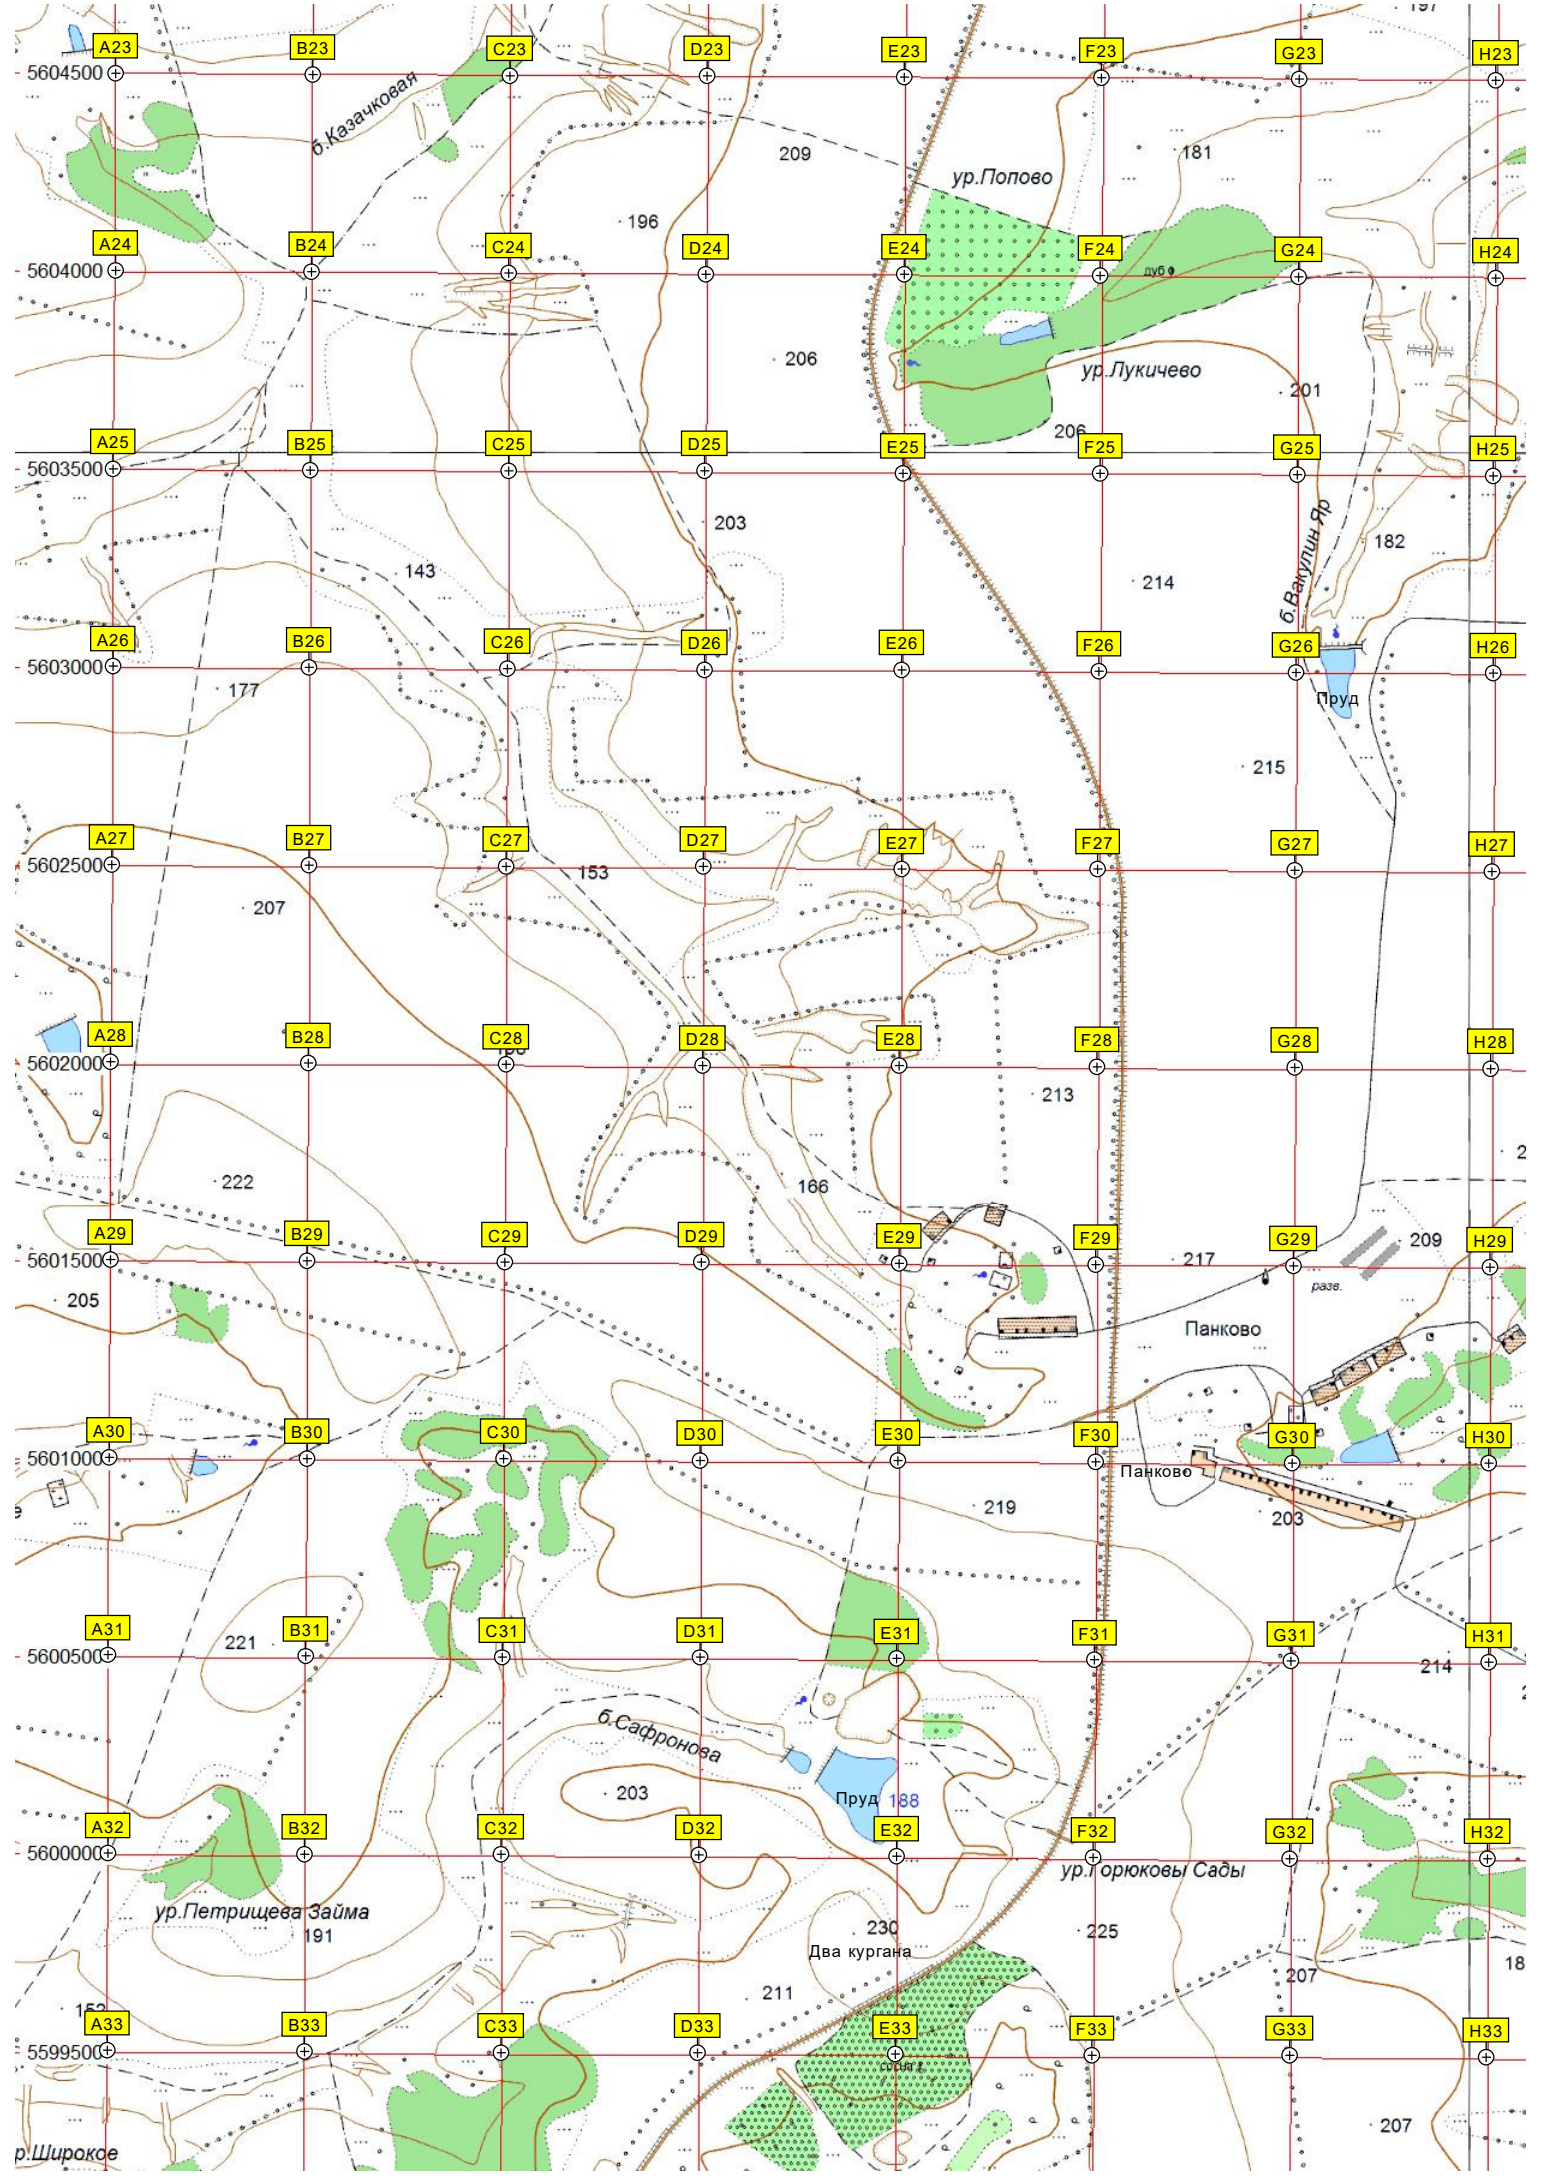 197
A23 B23 C23 D23 E23 F23 G23 H23
5604500
б.Казачковая
209
181
ур.Попово
196
A24 B24 C24 D24 E24 F24 G24 H24
5604000
дуб
206
ур.Лукичево
201
206
A25 B25 C25 D25 E25 F25 G25 H25
5603500
203
182
143
214
б.Вакулин Яр
A26 B26 C26 D26 E26 F26 G26 H26
5603000
177
Пруд
215
A27 B27 C27 D27 E27 F27 G27 H27
5602500
153
207
A28 B28 C28 D28 E28 F28 G28 H28
5602000
213
222
166
A29 B29 C29 D29 E29 F29 G29 H29
209
5601500
217
разв.
205
Панково
A30 B30 C30 D30 E30 F30 G30 H30
5601000
Панково
219
203
A31 B31 C31 D31 E31 F31 G31 H31
221
5600500
214
б.Сафронова
203
Пруд 188
A32 B32 C32 D32 E32 F32 G32 H32
5600000
ур.Горюковы Сады
ур.Петрищева Займа
191
230
225
Два кургана
18
207
211
152
A33 B33 C33 D33 E33 F33 G33 H33
5599500
сосна
207
р.Широкое